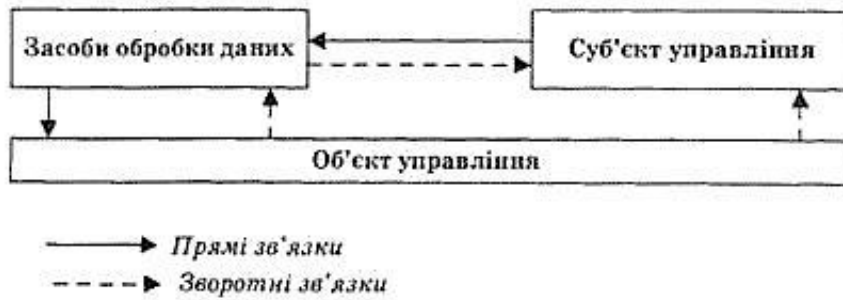 Засоби обробки даних
Суб'єкт управління
Об'єкт управління
Прямі зв'язки
Зворотні зв'язки